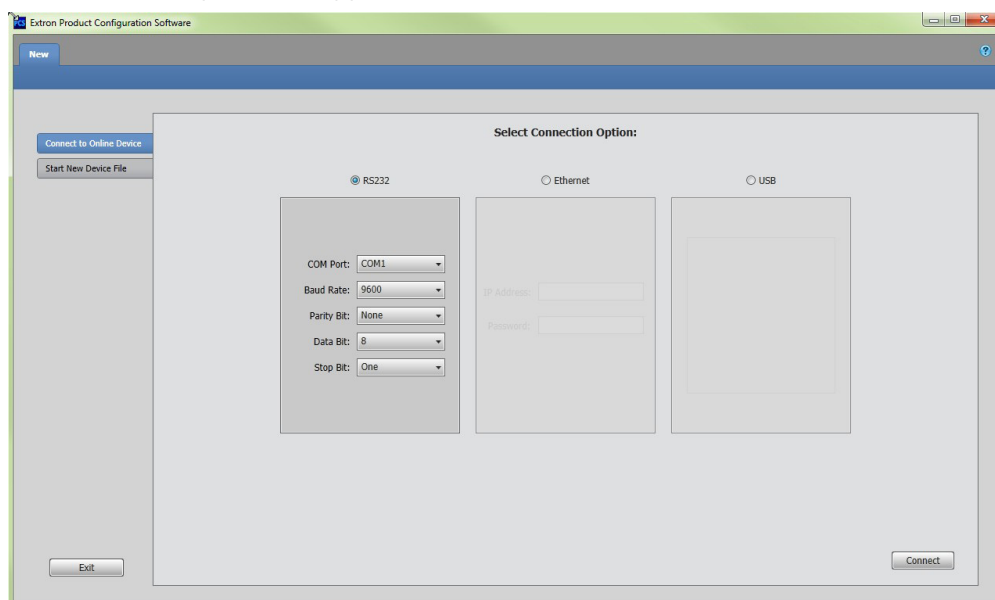 PCS Extron Product Configuration Software
New
Connect to Online Device
Start New Device File
Select Connection Option:
RS232
Ethernet
USB
COM Port: COM1
Baud Rate: 9600
Parity Bit: None
Data Bit: 8
Stop Bit: One
IP Address:
Password:
Exit
Connect